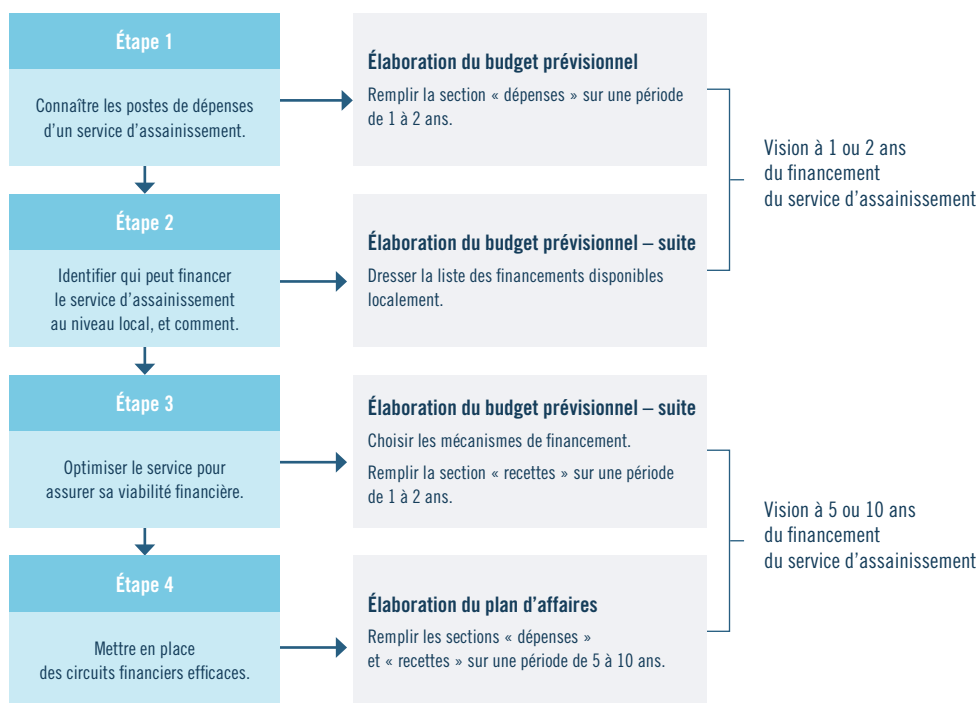 Étape 1
Connaître les postes de dépenses
d’un service d’assainissement.
Élaboration du budget prévisionnel
Remplir la section « dépenses » sur une période
de 1 à 2 ans.
Étape 2
Identifier qui peut financer
le service d’assainissement
au niveau local, et comment.
Élaboration du budget prévisionnel – suite
Dresser la liste des financements disponibles
localement.
Vision à 1 ou 2 ans
du financement
du service d’assainissement
Étape 3
Optimiser le service pour
assurer sa viabilité financière.
Élaboration du budget prévisionnel – suite
Choisir les mécanismes de financement.
Remplir la section « recettes » sur une période
de 1 à 2 ans.
Étape 4
Mettre en place
des circuits financiers efficaces.
Élaboration du plan d’affaires
Remplir les sections « dépenses »
et « recettes » sur une période de 5 à 10 ans.
Vision à 5 ou 10 ans
du financement
du service d’assainissement